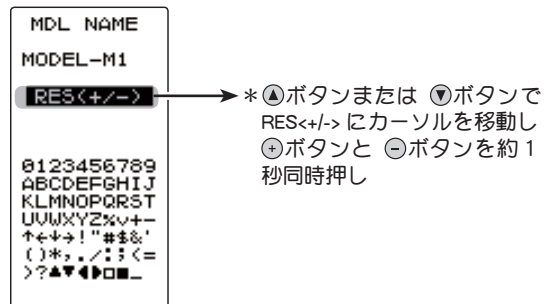 MDL NAME
MODEL-M1
RES<+/->
0123456789
ABCDEFGHIJ
KLMNOPQRST
UVWXYZ%v+-
↑←↓→!"#$&'
()*,./:;<=
>?▲▼◀▶□■_
＊▲ボタンまたは ▼ボタンで
RES<+/-> にカーソルを移動し
+ボタンと -ボタンを約 1
秒同時押し